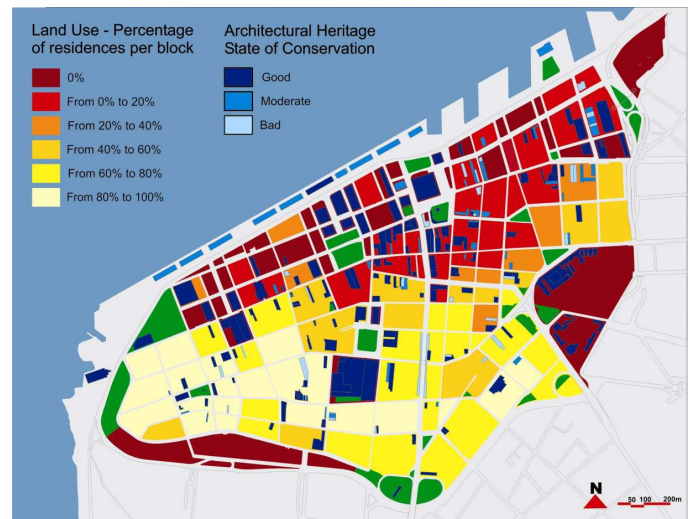 Land Use - Percentage
of residences per block
0%
From 0% to 20%
From 20% to 40%
From 40% to 60%
From 60% to 80%
From 80% to 100%
Architectural Heritage
State of Conservation
Good
Moderate
Bad
N
50 100 200m